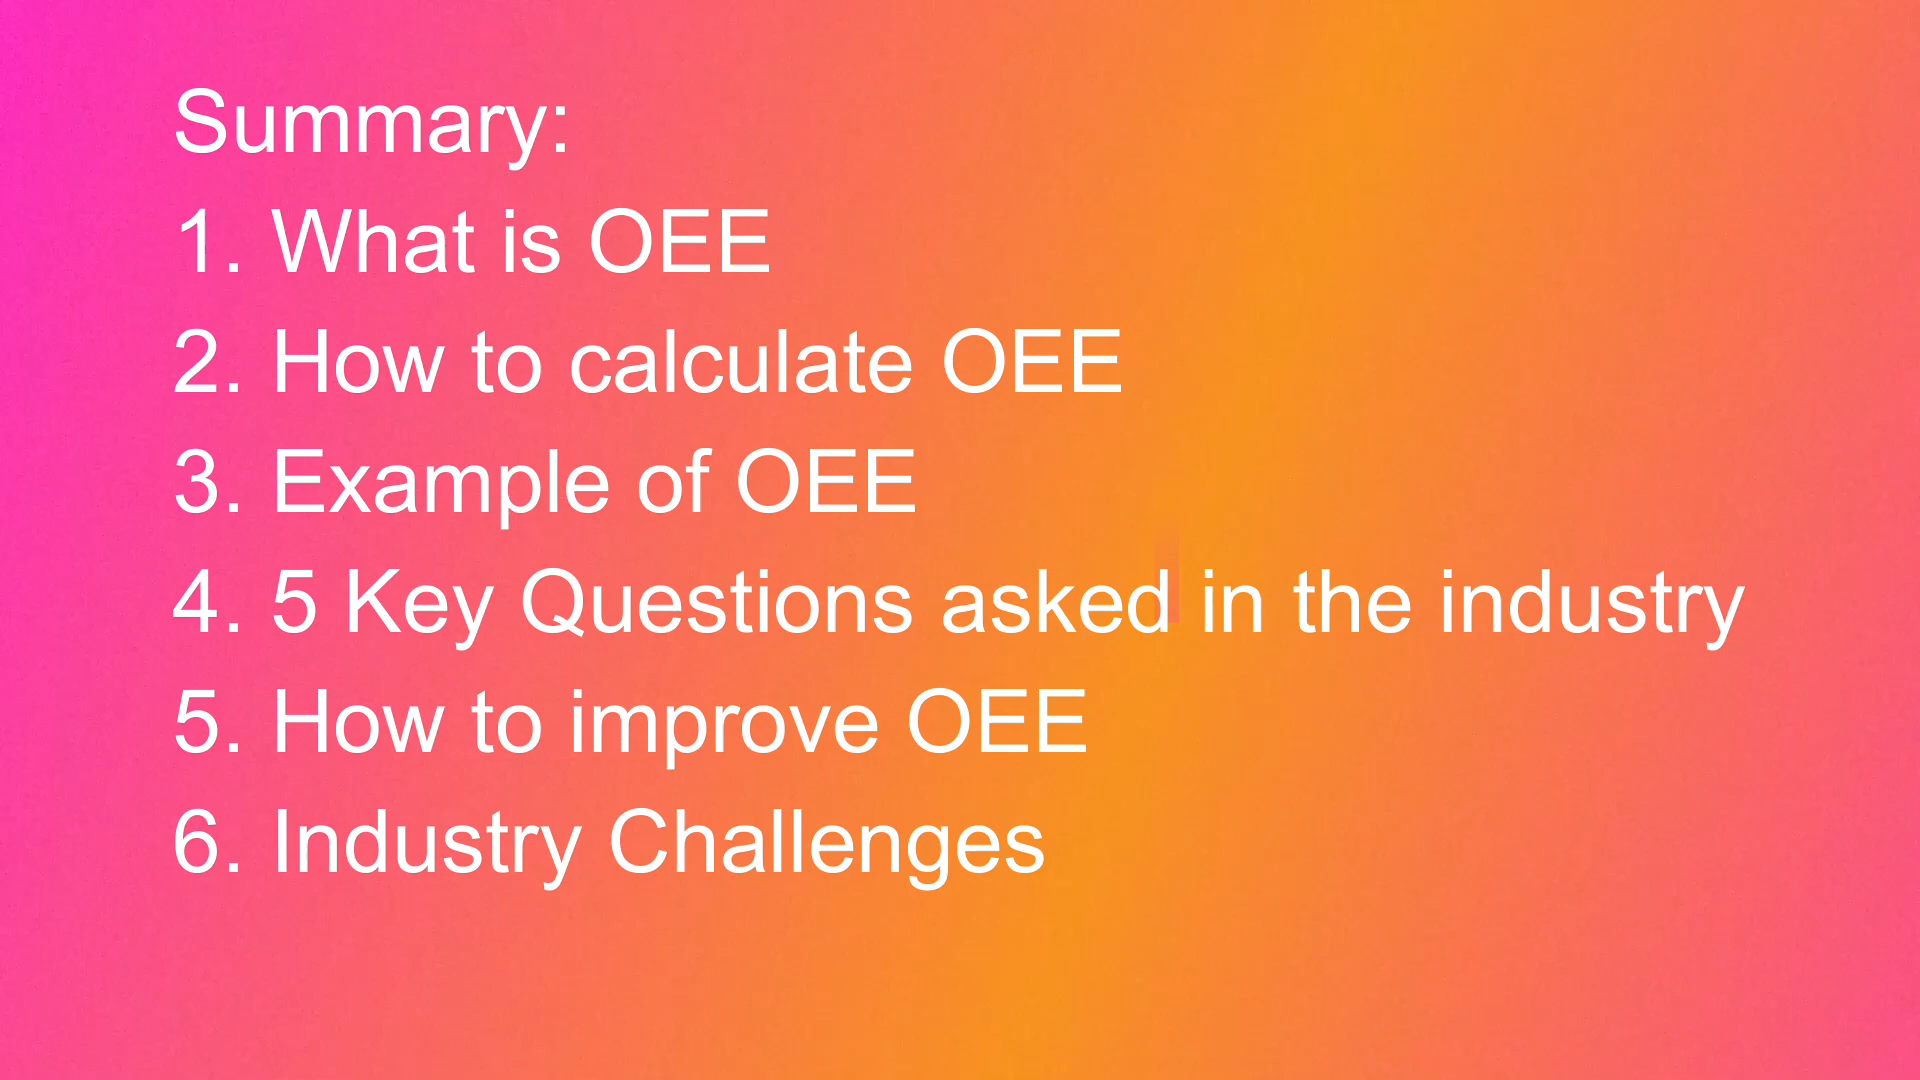 Summary:
1. What is OEE
2. How to calculate OEE
3. Example of OEE
4. 5 Key Questions asked in the industry
5. How to improve OEE
6. Industry Challenges